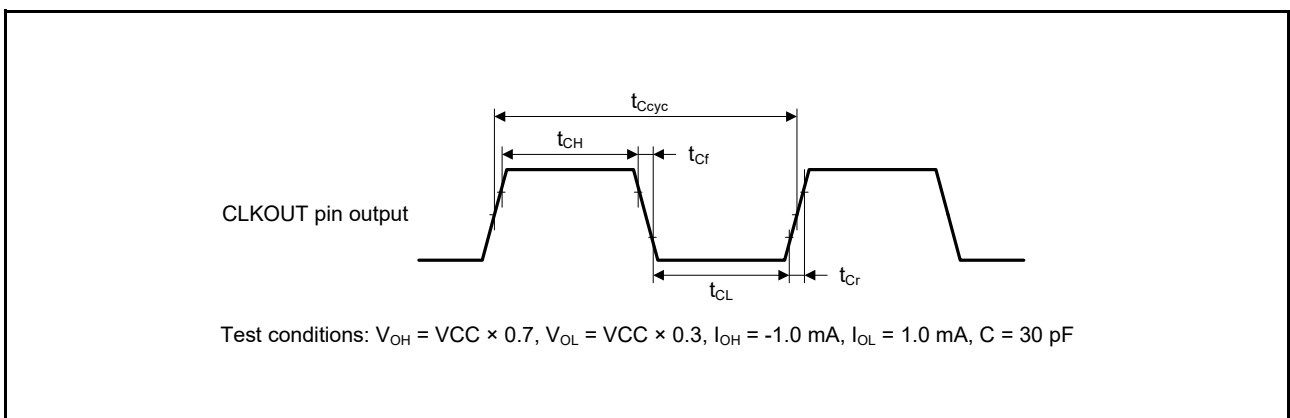 tCcyc
tCH
tCf
CLKOUT pin output
tCL
tCr
Test conditions: VOH = VCC × 0.7, VOL = VCC × 0.3, IOH = -1.0 mA, IOL = 1.0 mA, C = 30 pF